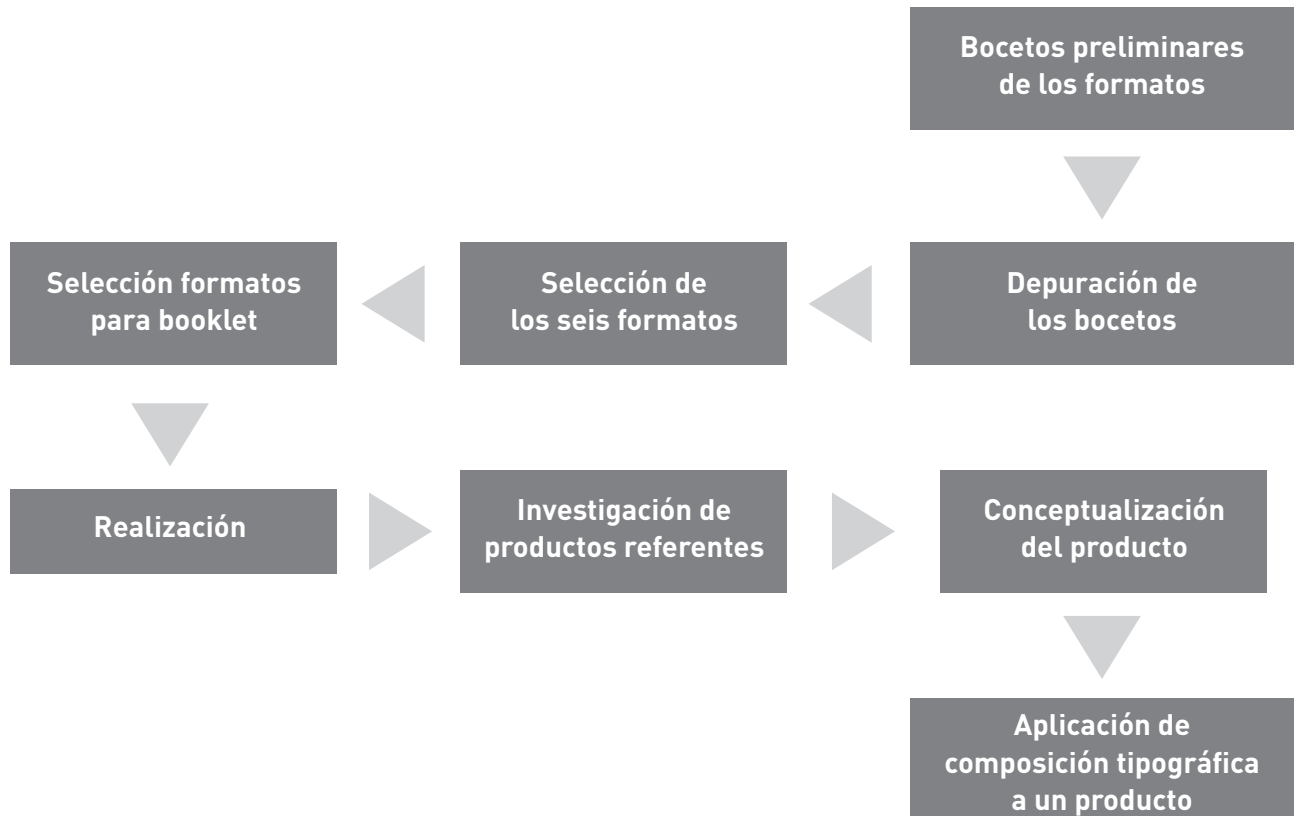 Bocetos preliminares
de los formatos
Depuración de
los bocetos
Selección de
los seis formatos
Selección formatos
para booklet
Realización
Investigación de
productos referentes
Conceptualización
del producto
Aplicación de
composición tipográfica
a un producto